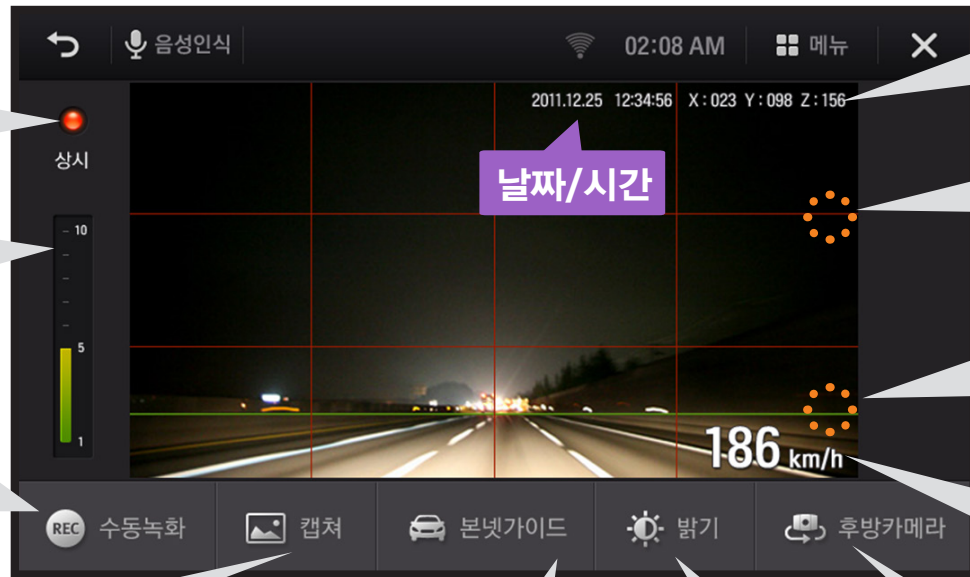 음성인식
02:08 AM
메뉴
2011.12.25 12:34:56 X : 023 Y : 098 Z : 156
날짜/시간
상시
10
5
1
186 km/h
REC 수동녹화
캡쳐
본넷가이드
밝기
후방카메라